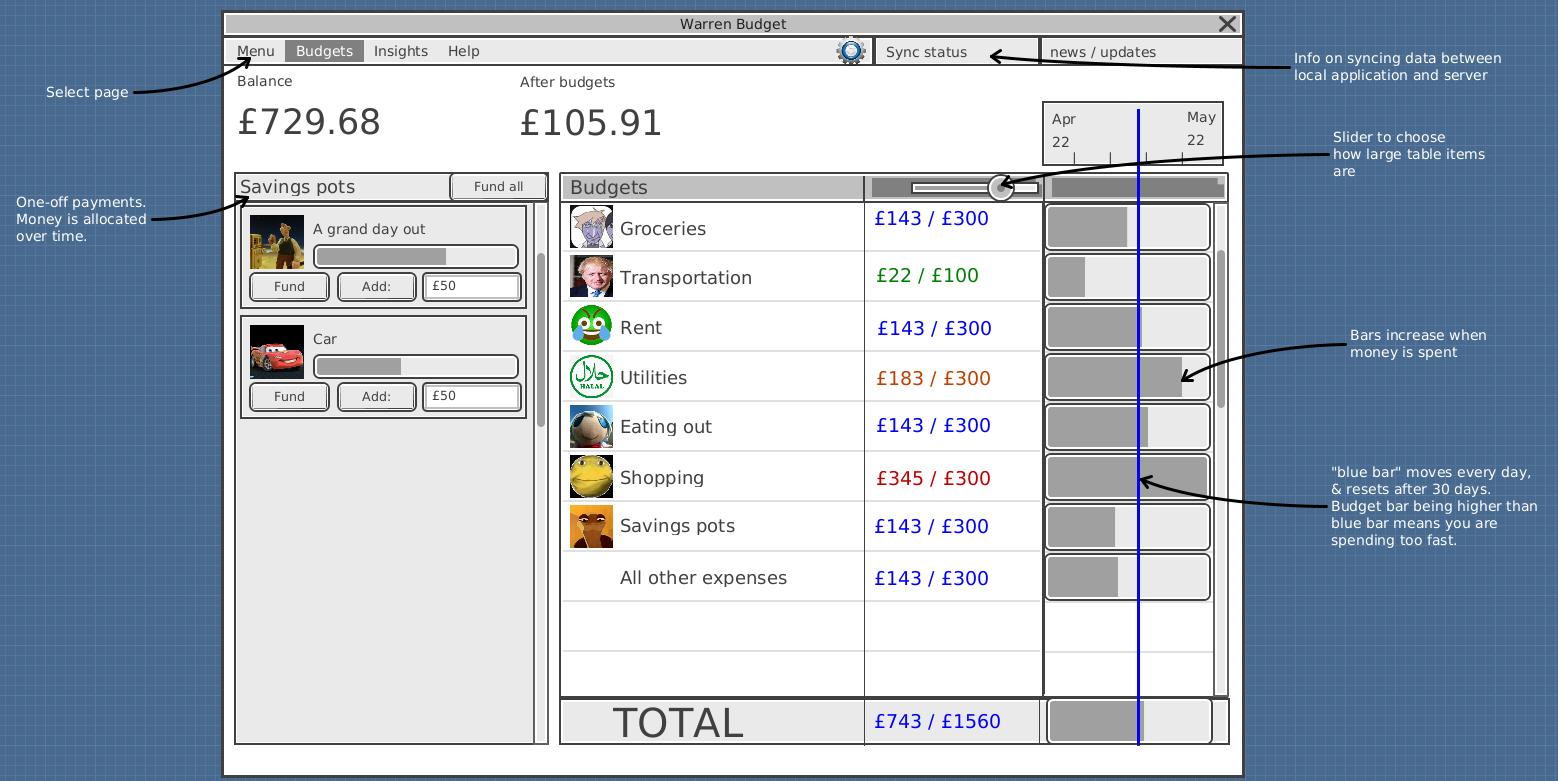 Warren Budget
Menu Budgets Insights Help
Sync status
news / updates
Info on syncing data between
local application and server
Select page
Balance
£729.68
After budgets
£105.91
Apr
22
May
22
Slider to choose
how large table items
are
One-off payments.
Money is allocated
over time.
Savings pots
Fund all
A grand day out
Fund
Add:
£50
Car
Fund
Add:
£50
Budgets
Groceries
£143 / £300
Transportation
£22 / £100
Rent
£143 / £300
حلال
HALAL
Utilities
£183 / £300
Eating out
£143 / £300
Shopping
£345 / £300
Savings pots
£143 / £300
All other expenses
£143 / £300
TOTAL
£743 / £1560
Bars increase when
money is spent
"blue bar" moves every day,
& resets after 30 days.
Budget bar being higher than
blue bar means you are
spending too fast.